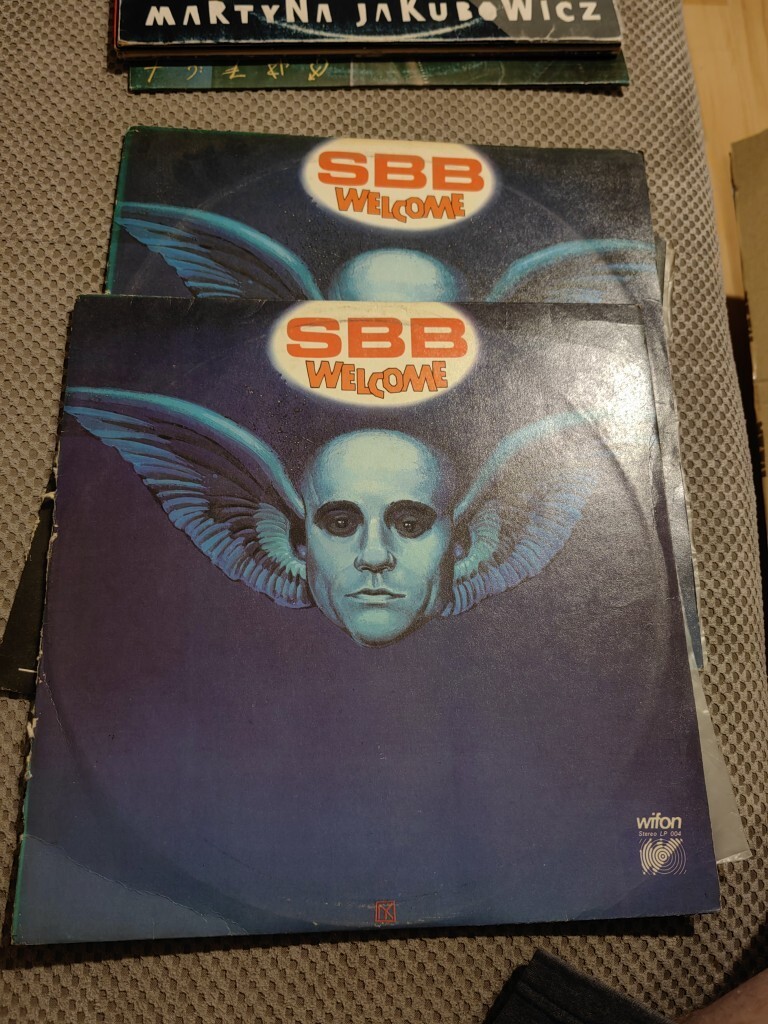 MARTYNA JAKUBOWICZ
SBB
WELCOME
SBB
WELCOME
wifon
Stereo LP 004